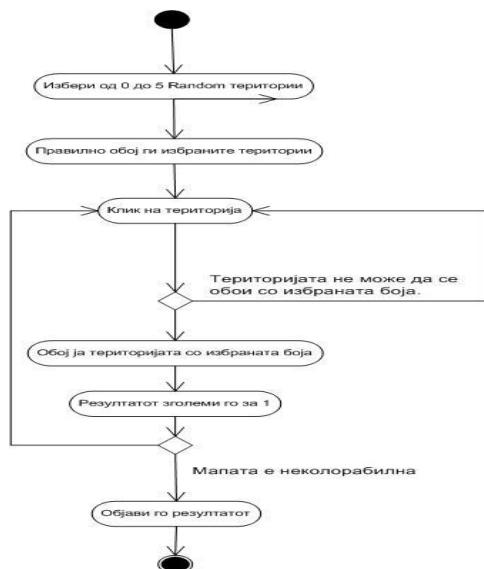 Избери од 0 до 5 Random територии
Правилно обој ги избраните територии
Клик на територија
Територијата не може да се
обои со избраната боја.
Обој ја територијата со избраната боја
Резултатот зголеми го за 1
Мапата е неколорабилна
Објави го резултатот